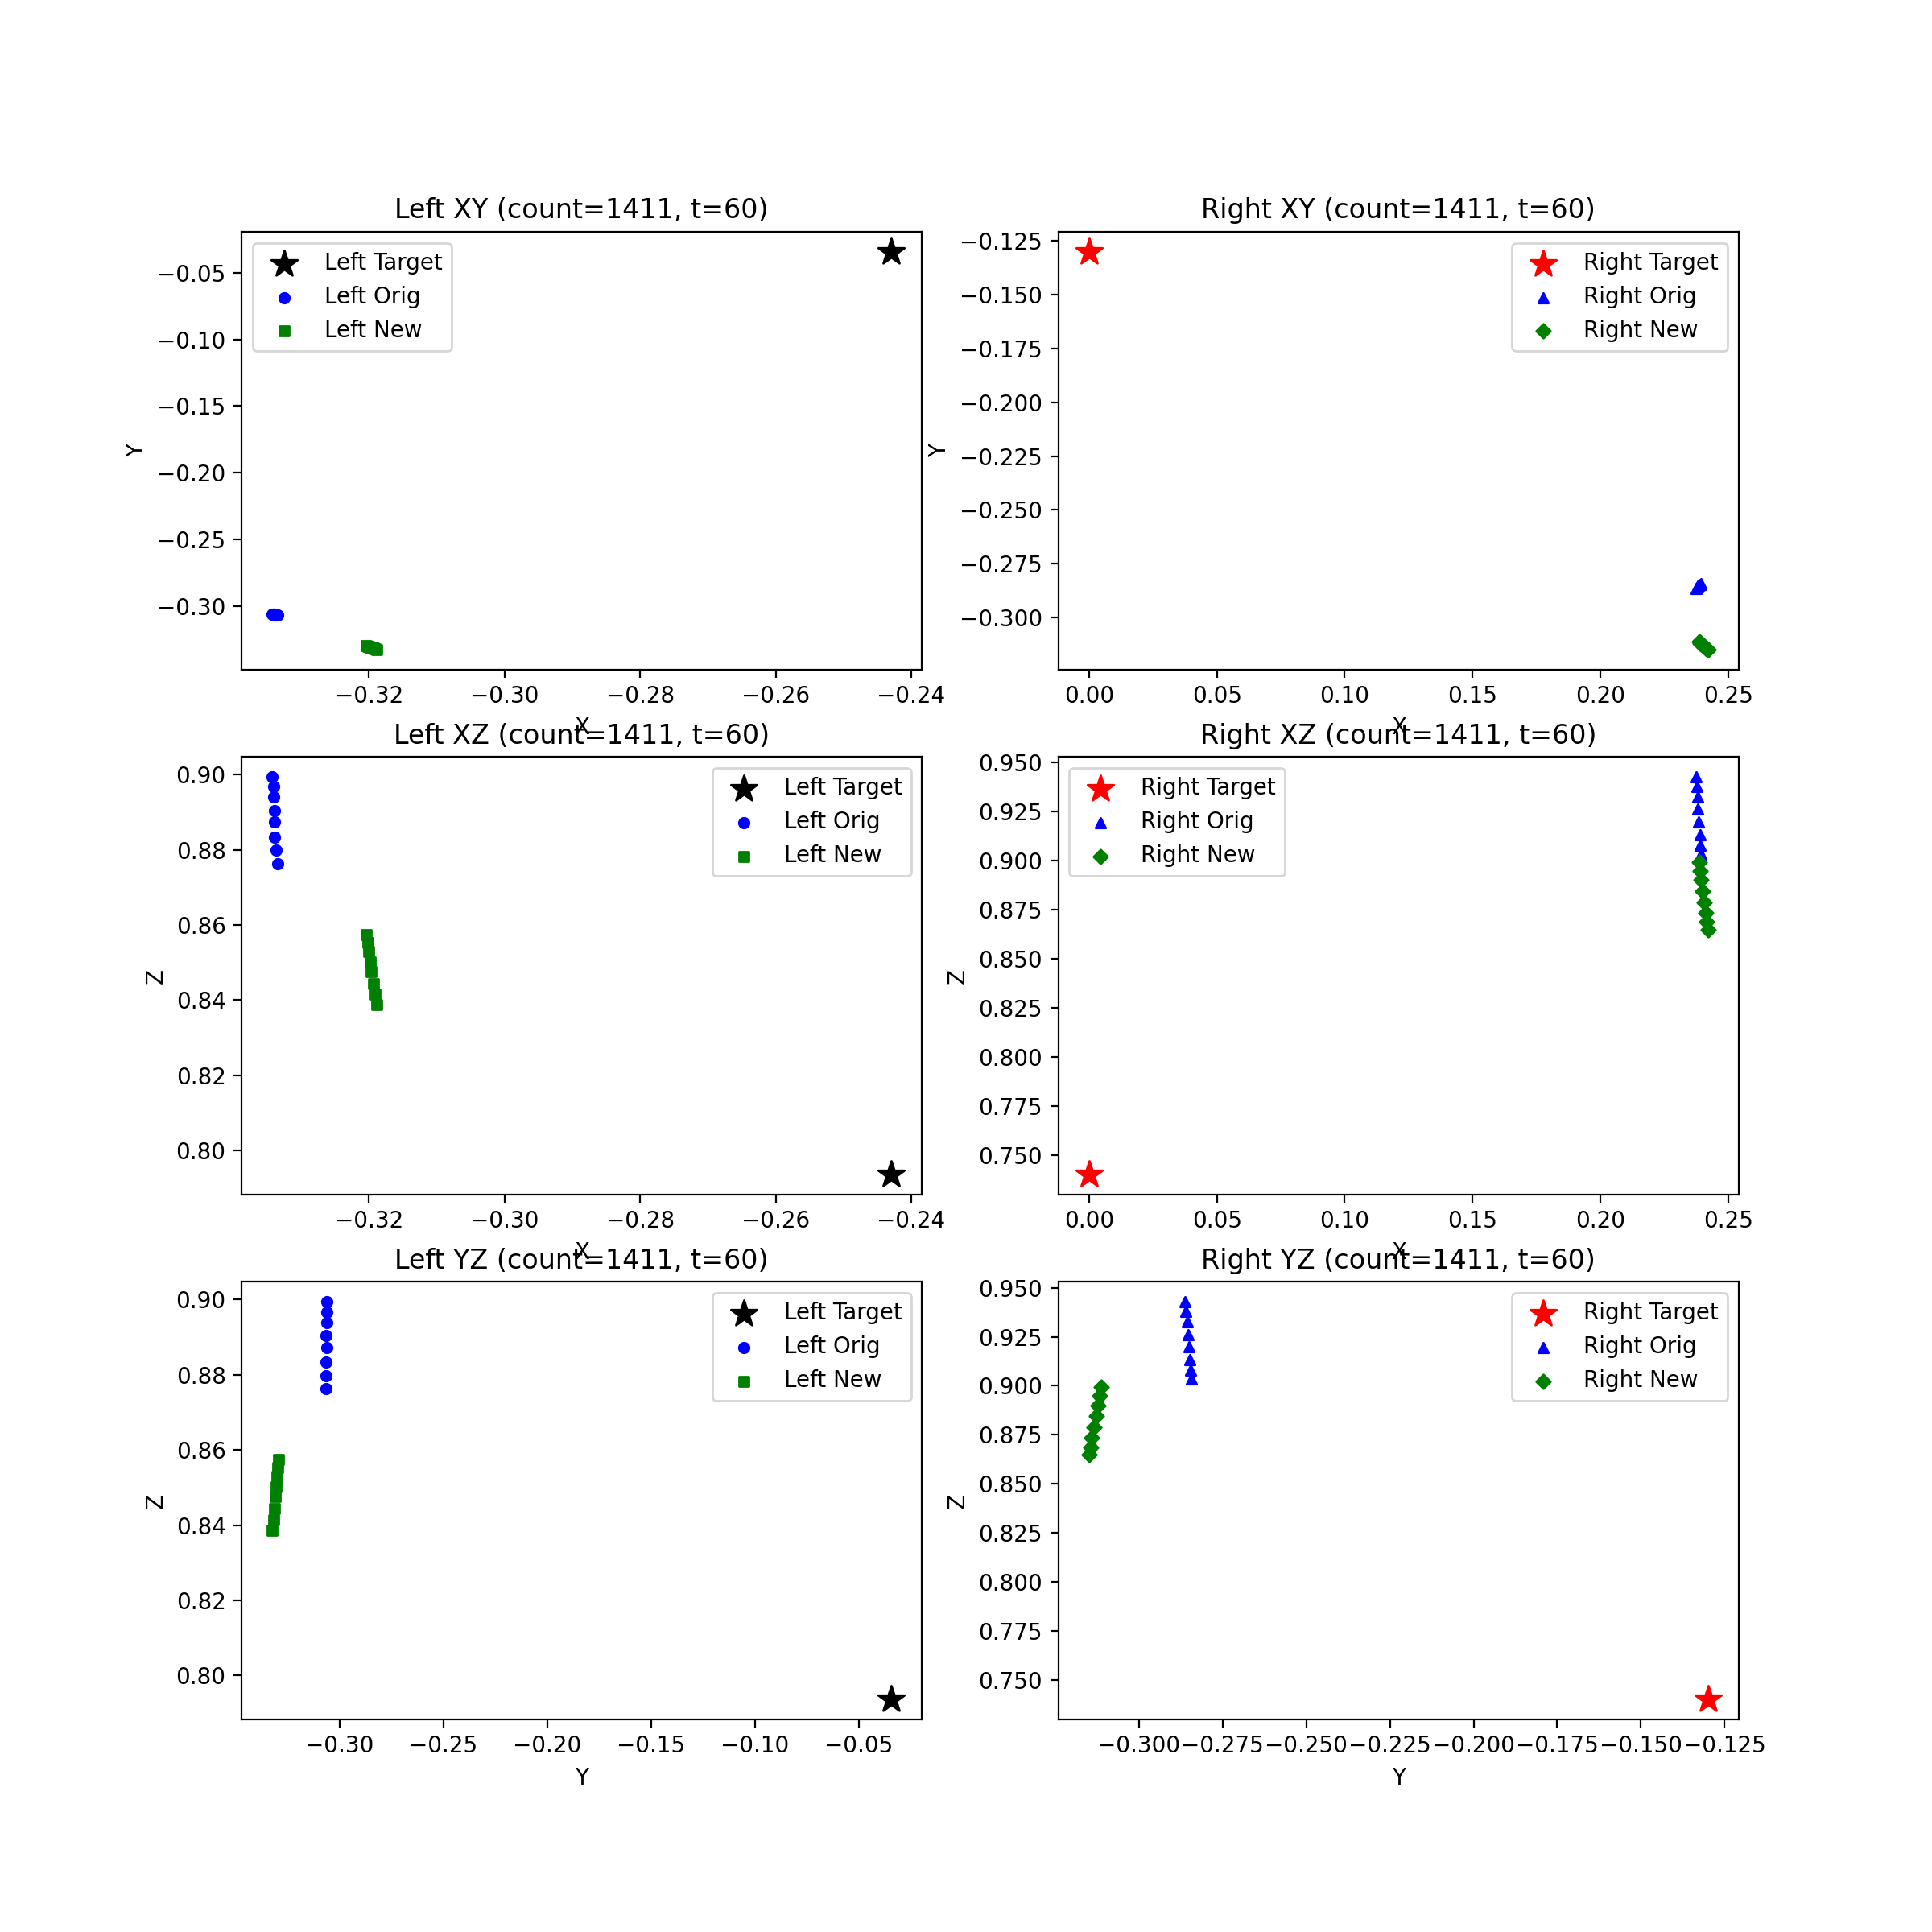 Left XY (count=1411, t=60)
Left Target
Left Orig
Left New
Y
−0.05
−0.10
−0.15
−0.20
−0.25
−0.30
−0.32
−0.30
−0.28
−0.26
−0.24
X
Right XY (count=1411, t=60)
Right Target
Right Orig
Right New
Y
−0.125
−0.150
−0.175
−0.200
−0.225
−0.250
−0.275
−0.300
0.00
0.05
0.10
0.15
0.20
0.25
X
Left XZ (count=1411, t=60)
Left Target
Left Orig
Left New
Z
0.90
0.88
0.86
0.84
0.82
0.80
−0.32
−0.30
−0.28
−0.26
−0.24
X
Right XZ (count=1411, t=60)
Right Target
Right Orig
Right New
Z
0.950
0.925
0.900
0.875
0.850
0.825
0.800
0.775
0.750
0.00
0.05
0.10
0.15
0.20
0.25
X
Left YZ (count=1411, t=60)
Left Target
Left Orig
Left New
Z
0.90
0.88
0.86
0.84
0.82
0.80
−0.30
−0.25
−0.20
−0.15
−0.10
−0.05
Y
Right YZ (count=1411, t=60)
Right Target
Right Orig
Right New
Z
0.950
0.925
0.900
0.875
0.850
0.825
0.800
0.775
0.750
−0.300
−0.275
−0.250
−0.225
−0.200
−0.175
−0.150
−0.125
Y